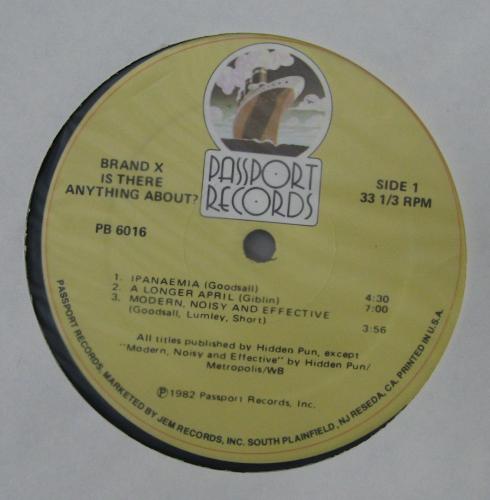 PASSPORT
RECORDS
BRAND X
IS THERE
ANYTHING ABOUT?
PB 6016
SIDE 1
33 1/3 RPM
1. IPANAEMIA (Goodsall) 4:30
2. A LONGER APRIL (Giblin) 7:00
3. MODERN, NOISY AND EFFECTIVE
(Goodsall, Lumley, Short) 3:56
All titles published by Hidden Pun, except
"Modern, Noisy and Effective" by Hidden Pun/
Metropolis/WB
Ⓟ1982 Passport Records, Inc.
PASSPORT RECORDS, MARKETED BY JEM RECORDS, INC. SOUTH PLAINFIELD, NJ RESEDA, CA. PRINTED IN U.S.A.